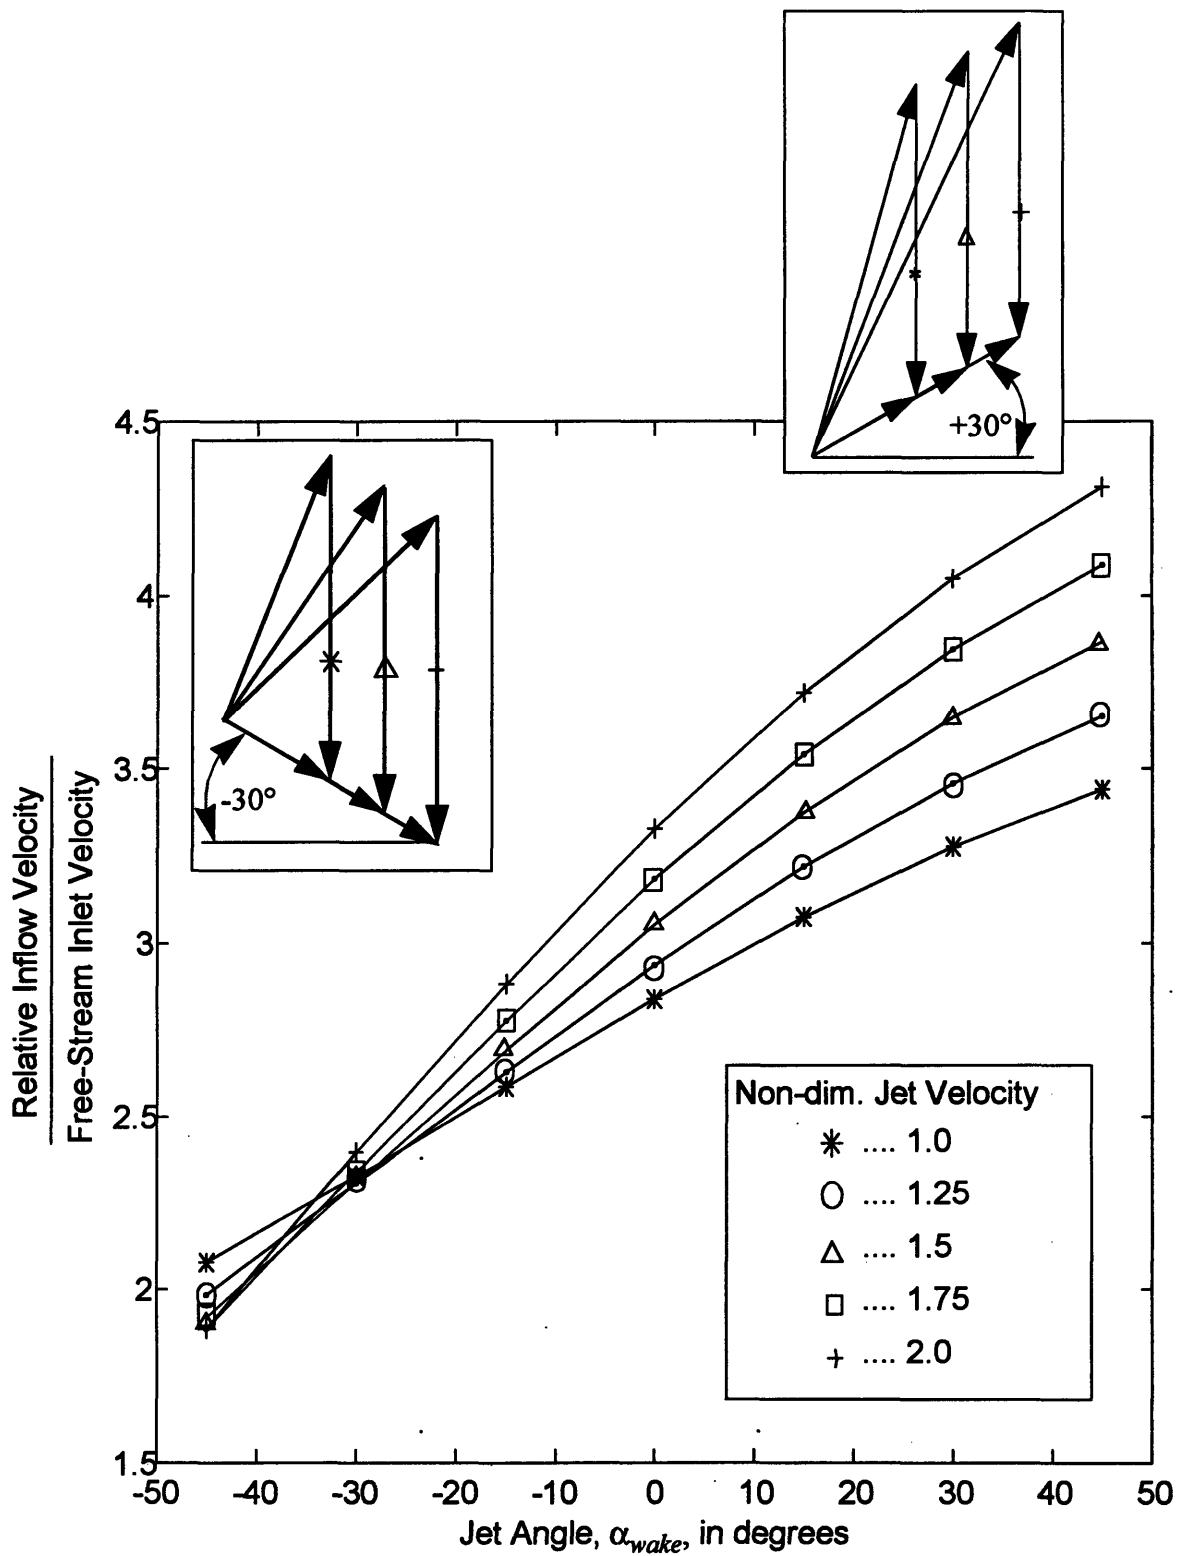 +30°
4.5
-30°
4
3.5
3
2.5
2
1.5
Relative Inflow Velocity
Free-Stream Inlet Velocity
Non-dim. Jet Velocity
.... 1.0
.... 1.25
.... 1.5
.... 1.75
.... 2.0
-50 -40 -30 -20 -10 0 10 20 30 40 50
Jet Angle, α_wake, in degrees